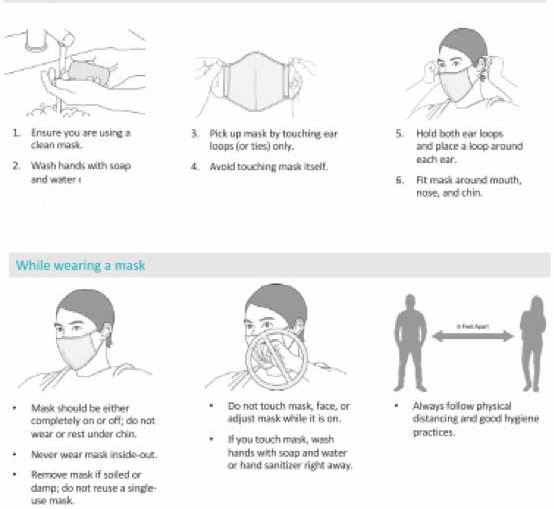 1. Ensure you are using a
clean mask.
2. Wash hands with soap
and water
3. Pick up mask by touching ear
loops (or ties) only.
4. Avoid touching mask itself.
5. Hold both ear loops
and place a loop around
each ear.
6. Fit mask around mouth,
nose, and chin.
While wearing a mask
6 Feet Apart
• Mask should be either
completely on or off; do not
wear or rest under chin.
• Never wear mask inside-out.
• Remove mask if soiled or
damp; do not reuse a single-
use mask.
• Do not touch mask, face, or
adjust mask while it is on.
• If you touch mask, wash
hands with soap and water
or hand sanitizer right away.
• Always follow physical
distancing and good hygiene
practices.